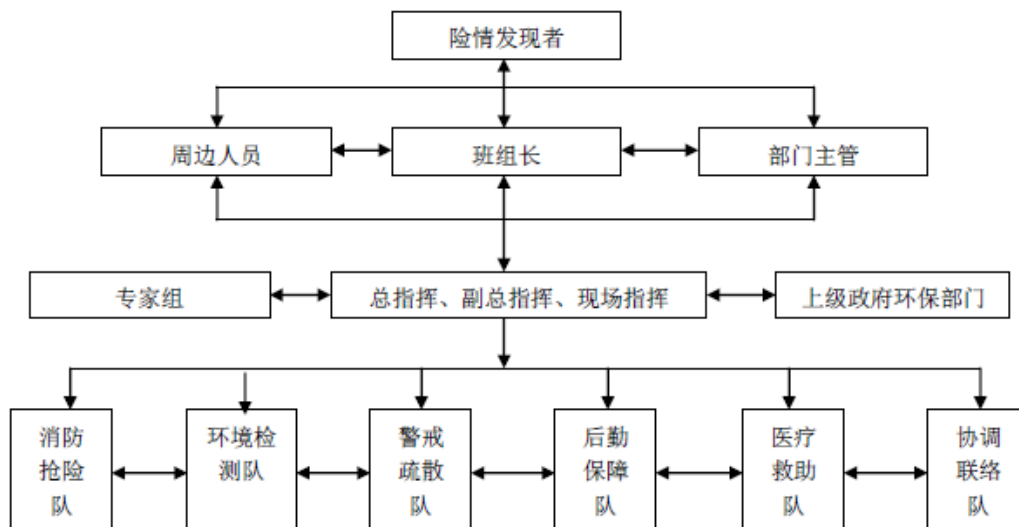 险情发现者
周边人员
班组长
部门主管
专家组
总指挥、副总指挥、现场指挥
上级政府环保部门
消防
抢险
队
环境检
测队
警戒
疏散
队
后勤
保障
队
医疗
救助
队
协调
联络
队